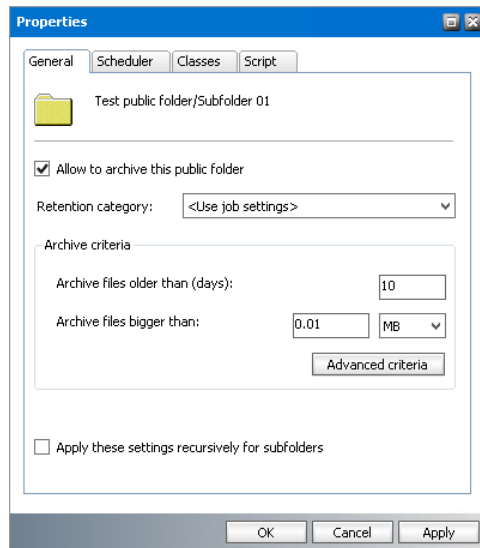 Properties
General Scheduler Classes Script
Test public folder/Subfolder 01
Allow to archive this public folder
Retention category: <Use job settings>
Archive criteria
Archive files older than (days): 10
Archive files bigger than: 0.01 MB
Advanced criteria
Apply these settings recursively for subfolders
OK Cancel Apply